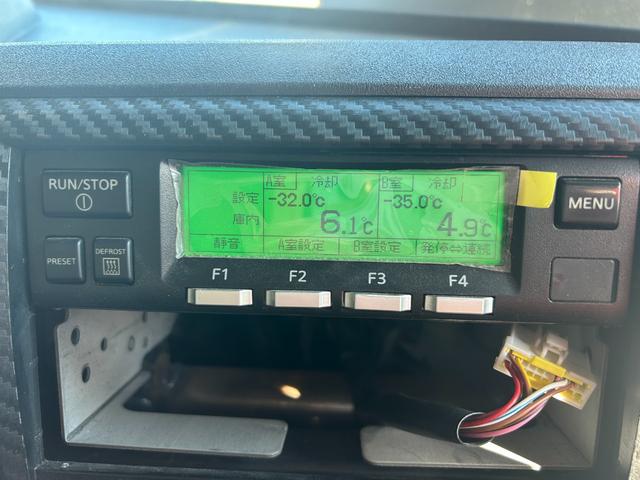 RUN/STOP
A室 冷却 B室 冷却
設定 -32.0℃ -35.0℃
庫内 6.1℃ 4.9℃
静音 A室設定 B室設定 発停⇔連続
MENU
PRESET
DEFROST
F1 F2 F3 F4